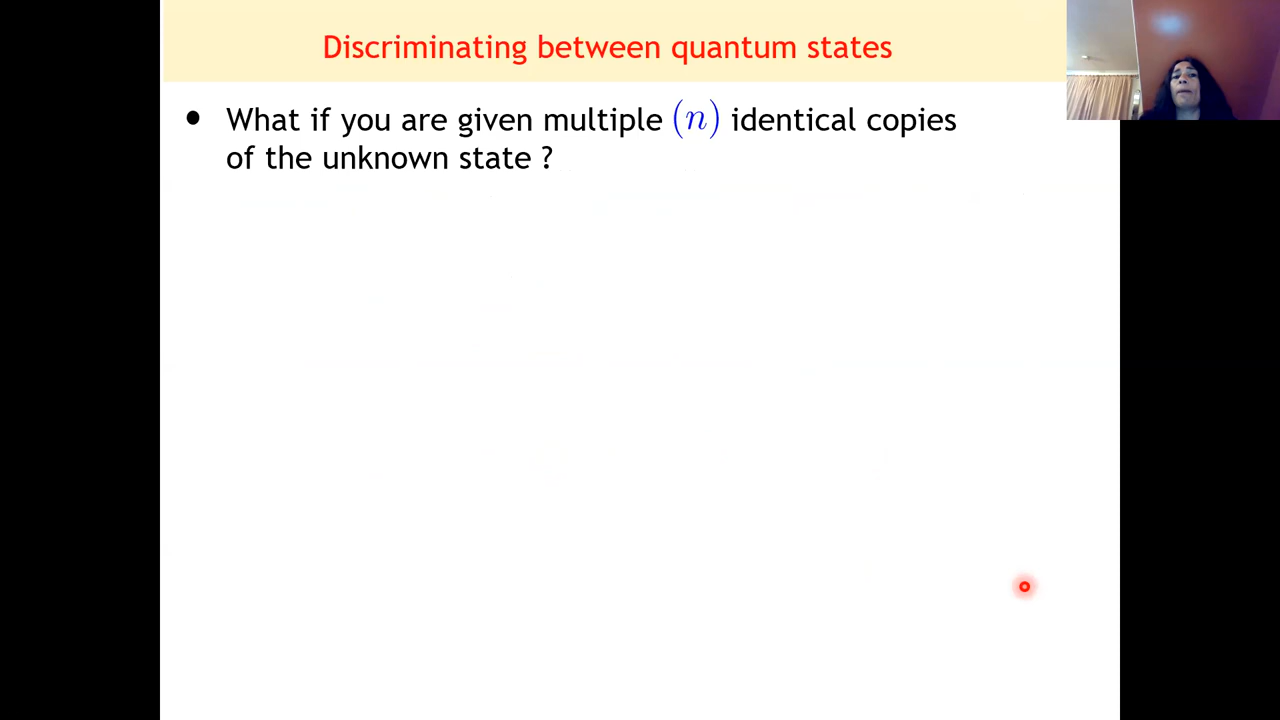 Discriminating between quantum states
• What if you are given multiple (n) identical copies
of the unknown state ?